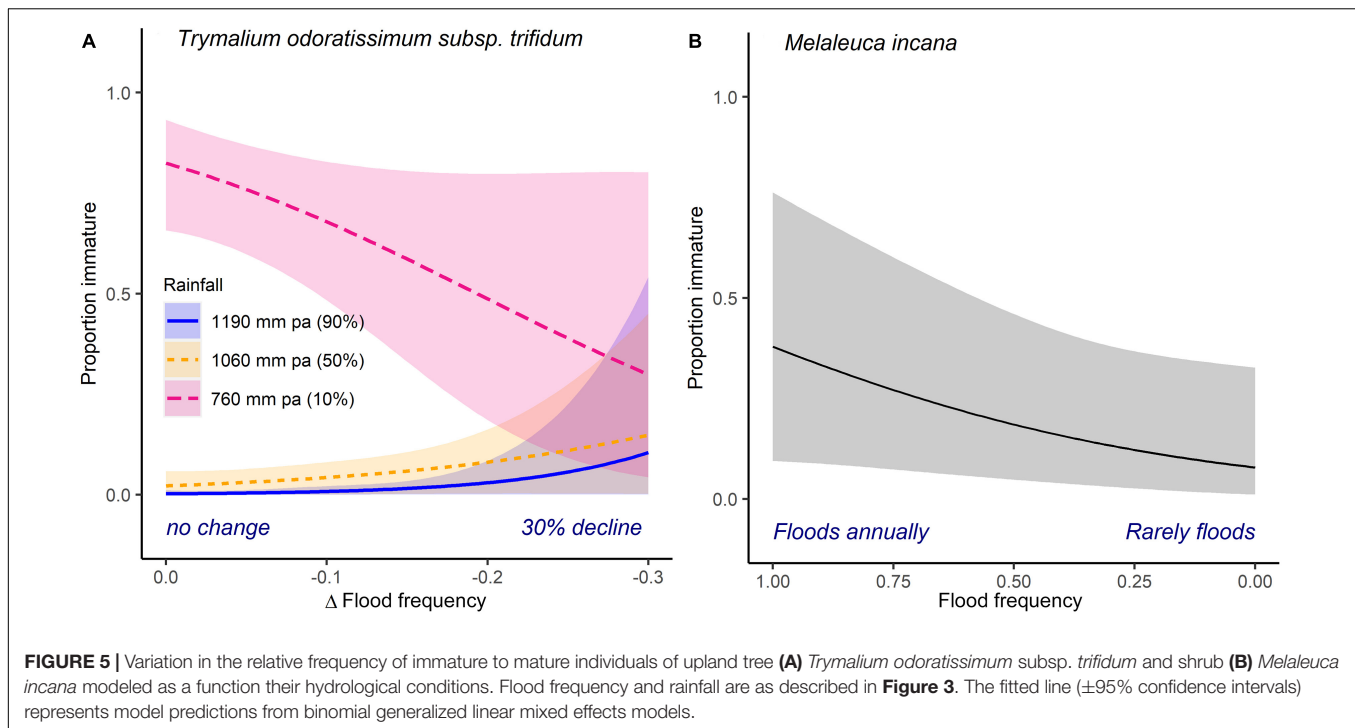 A Trymalium odoratissimum subsp. trifidum
1.0
0.5
0.0
Proportion immature
Rainfall
1190 mm pa (90%)
1060 mm pa (50%)
760 mm pa (10%)
no change 30% decline
0.0 -0.1 -0.2 -0.3
Δ Flood frequency
B Melaleuca incana
1.0
0.5
0.0
Proportion immature
Floods annually Rarely floods
1.00 0.75 0.50 0.25 0.00
Flood frequency
FIGURE 5 | Variation in the relative frequency of immature to mature individuals of upland tree (A) Trymalium odoratissimum subsp. trifidum and shrub (B) Melaleuca
incana modeled as a function their hydrological conditions. Flood frequency and rainfall are as described in Figure 3. The fitted line (±95% confidence intervals)
represents model predictions from binomial generalized linear mixed effects models.